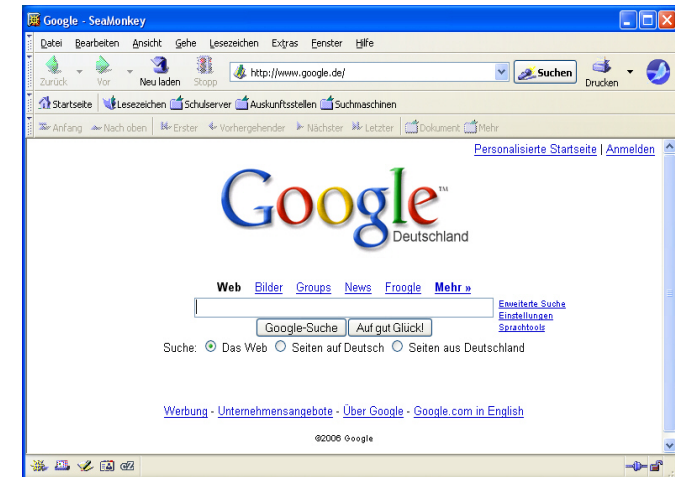 Google - SeaMonkey
Datei Bearbeiten Ansicht Gehe Lesezeichen Extras Fenster Hilfe
Zurück Vor Neu laden Stopp http://www.google.de/ Suchen Drucken
Startseite Lesezeichen Schulserver Auskunftsstellen Suchmaschinen
Anfang Nach oben Erster Vorhergehender Nächster Letzter Dokument Mehr
Personalisierte Startseite | Anmelden
Google™
Deutschland
Web Bilder Groups News Froogle Mehr »
Erweiterte Suche
Einstellungen
Google-Suche Auf gut Glück! Sprachtools
Suche: Das Web Seiten auf Deutsch Seiten aus Deutschland
Werbung - Unternehmensangebote - Über Google - Google.com in English
©2006 Google